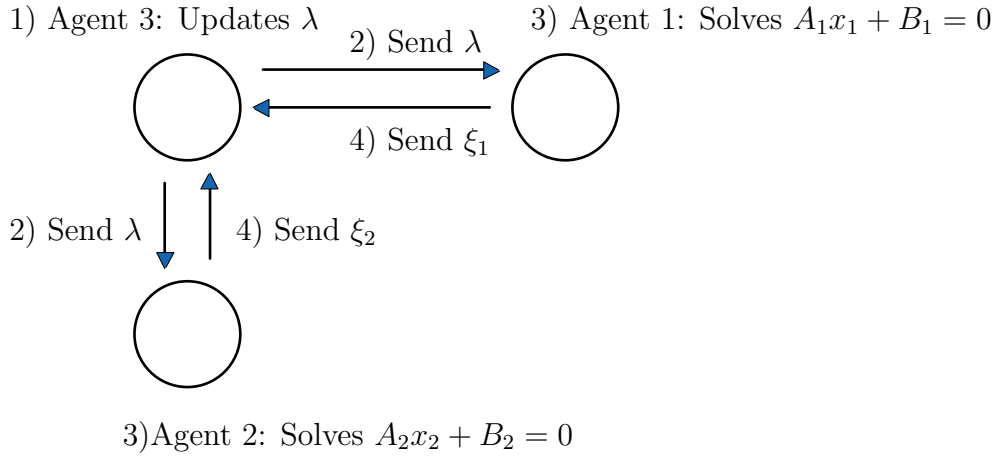 1) Agent 3: Updates λ
3) Agent 1: Solves A₁x₁ + B₁ = 0
2) Send λ
4) Send ξ₁
2) Send λ
4) Send ξ₂
3)Agent 2: Solves A₂x₂ + B₂ = 0